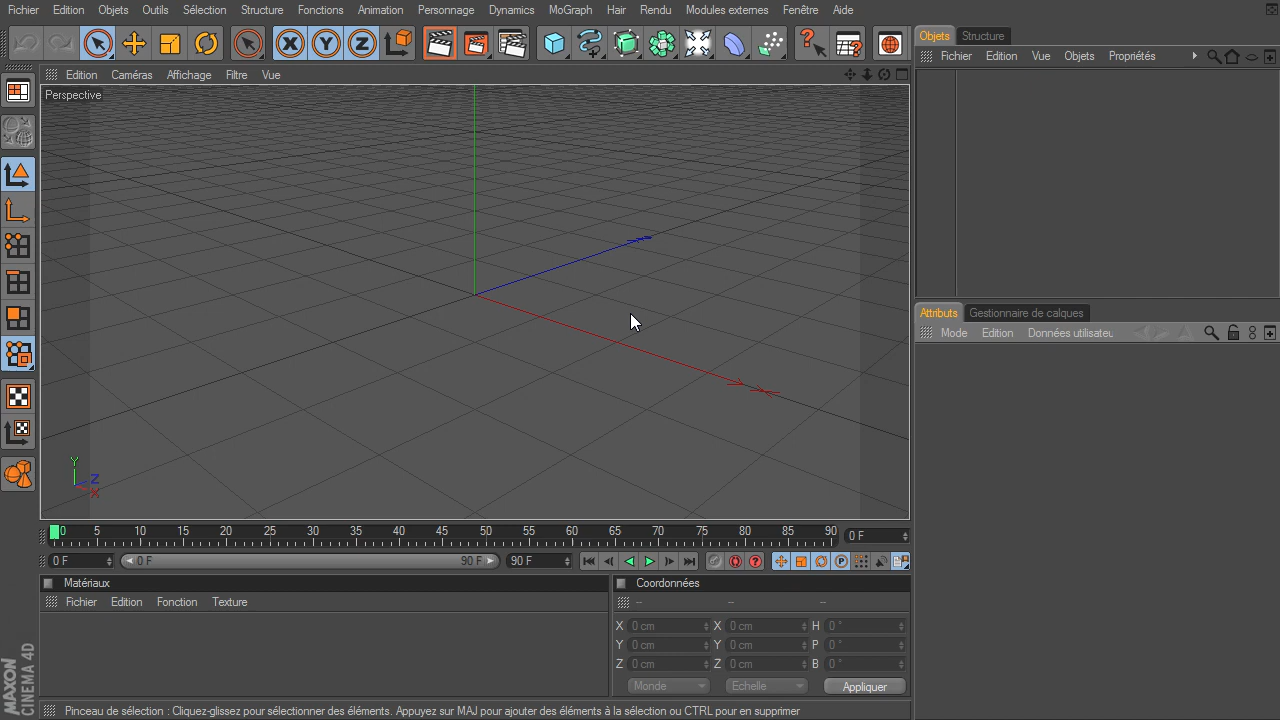 Fichier Edition Objets Outils Sélection Structure Fonctions Animation Personnage Dynamics MoGraph Hair Rendu Modules externes Fenêtre Aide
X Y Z
Objets Structure
Fichier Edition Vue Objets Propriétés
Edition Caméras Affichage Filtre Vue
Perspective
Attributs Gestionnaire de calques
Mode Edition Données utilisateu
Y
Z
X
0 5 10 15 20 25 30 35 40 45 50 55 60 65 70 75 80 85 90 0 F
0 F 0 F 90 F 90 F
Matériaux
Fichier Edition Fonction Texture
Coordonnées
-- -- --
X 0 cm X 0 cm H 0 °
Y 0 cm Y 0 cm P 0 °
Z 0 cm Z 0 cm B 0 °
Monde Echelle Appliquer
MAXON
CINEMA 4D
Pinceau de sélection : Cliquez-glissez pour sélectionner des éléments. Appuyez sur MAJ pour ajouter des éléments à la sélection ou CTRL pour en supprimer